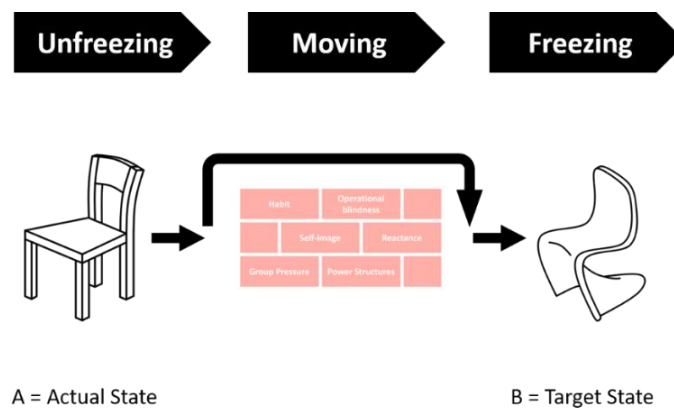 Unfreezing
Moving
Freezing
Habit
Operational
blindness
Self-Image
Reactance
Group Pressure
Power Structures
A = Actual State
B = Target State